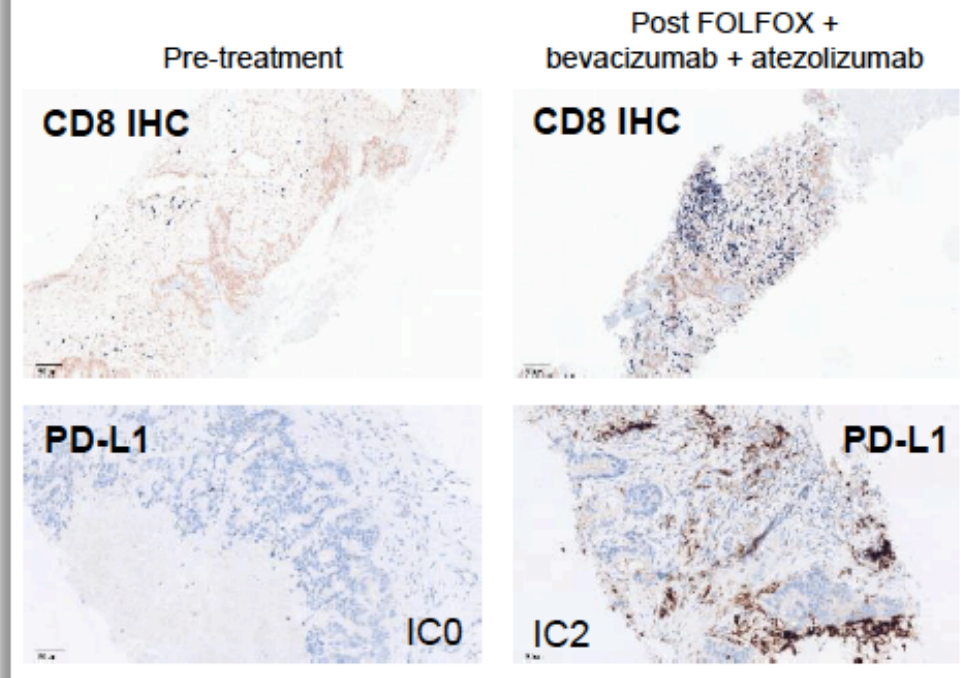 Pre-treatment
Post FOLFOX +
bevacizumab + atezolizumab
CD8 IHC
CD8 IHC
PD-L1
PD-L1
IC0
IC2